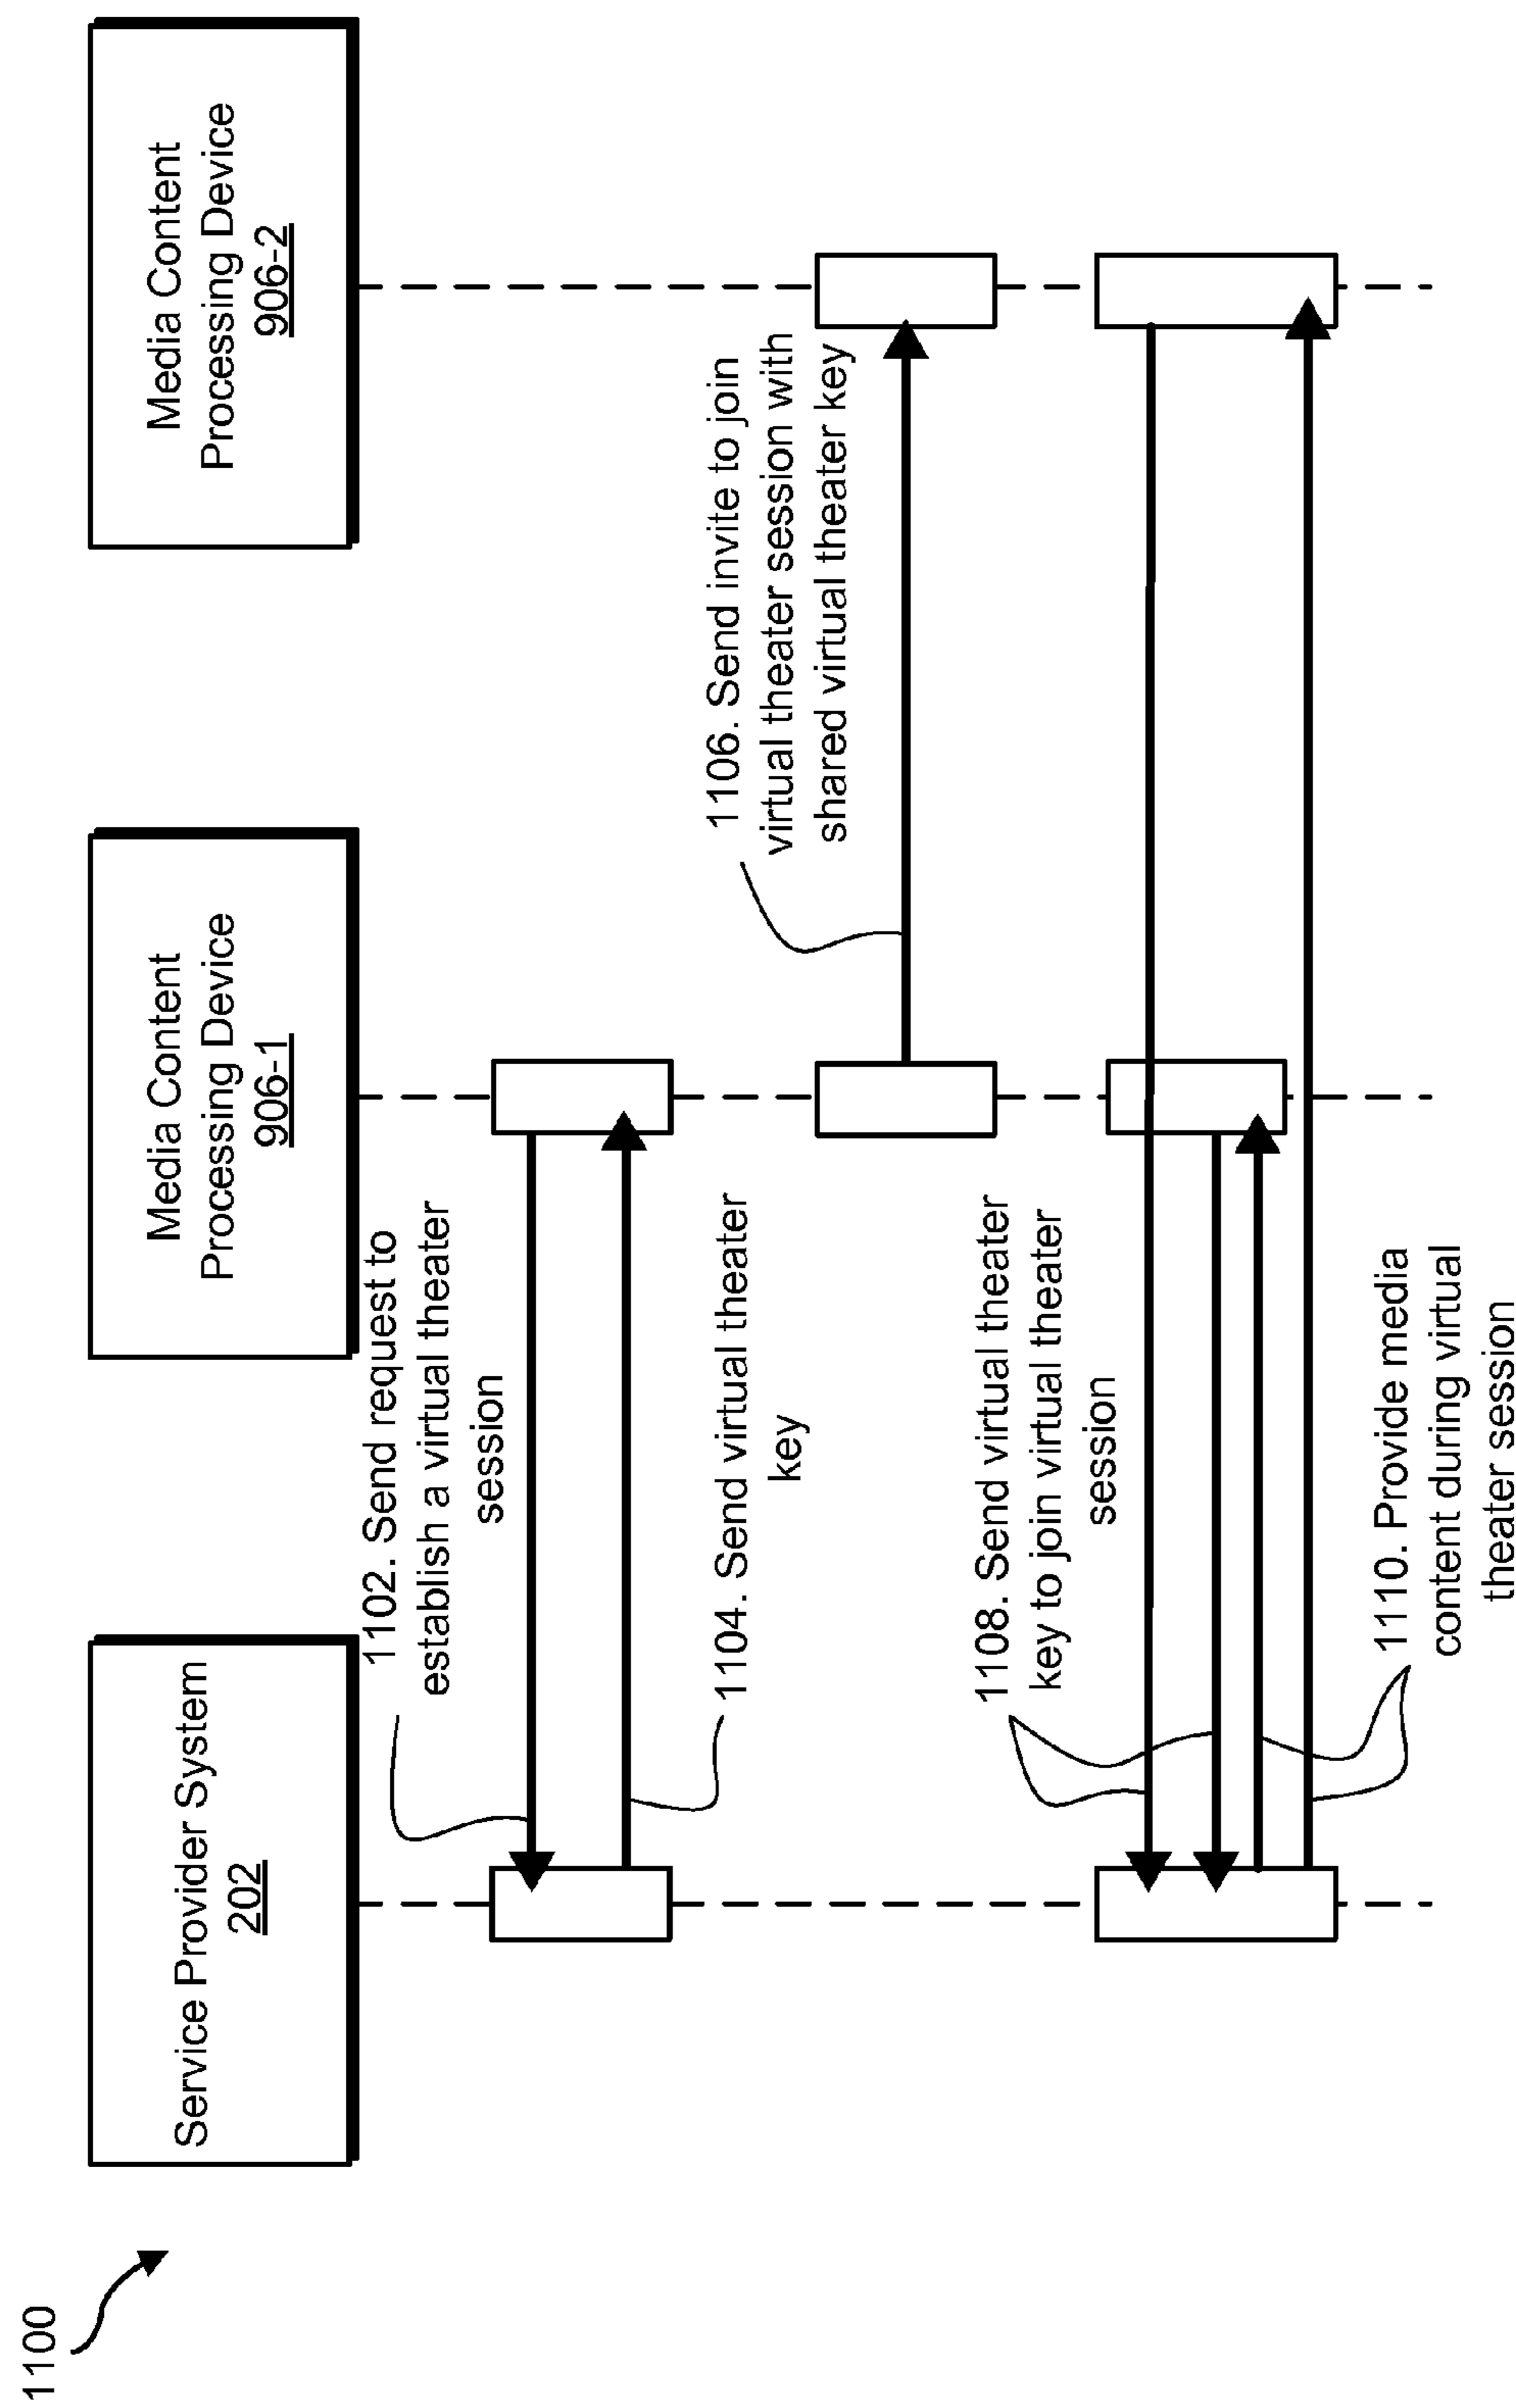 1100
Service Provider System
202
Media Content
Processing Device
906-1
Media Content
Processing Device
906-2
1102. Send request to
establish a virtual theater
session
1104. Send virtual theater
key
1106. Send invite to join
virtual theater session with
shared virtual theater key
1108. Send virtual theater
key to join virtual theater
session
1110. Provide media
content during virtual
theater session